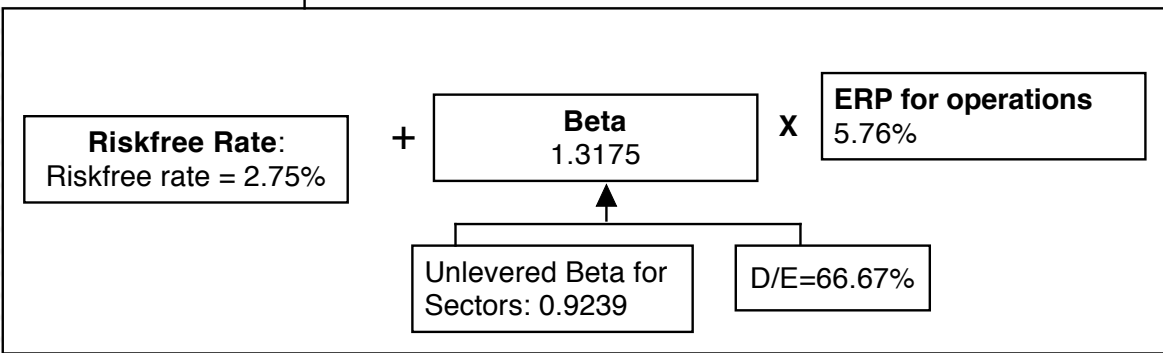 Riskfree Rate:
Riskfree rate = 2.75%
+
Beta
1.3175
X
ERP for operations
5.76%
Unlevered Beta for
Sectors: 0.9239
D/E=66.67%